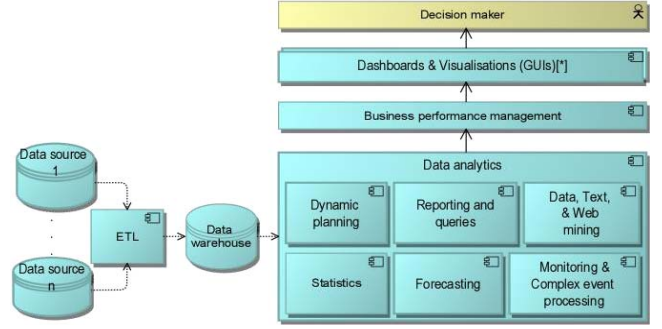 Decision maker
Dashboards & Visualisations (GUIs)[*]
Business performance management
Data analytics
Data source
1
.
.
.
Data source
n
ETL
Data
warehouse
Dynamic
planning
Reporting and
queries
Data, Text,
& Web
mining
Statistics
Forecasting
Monitoring &
Complex event
processing